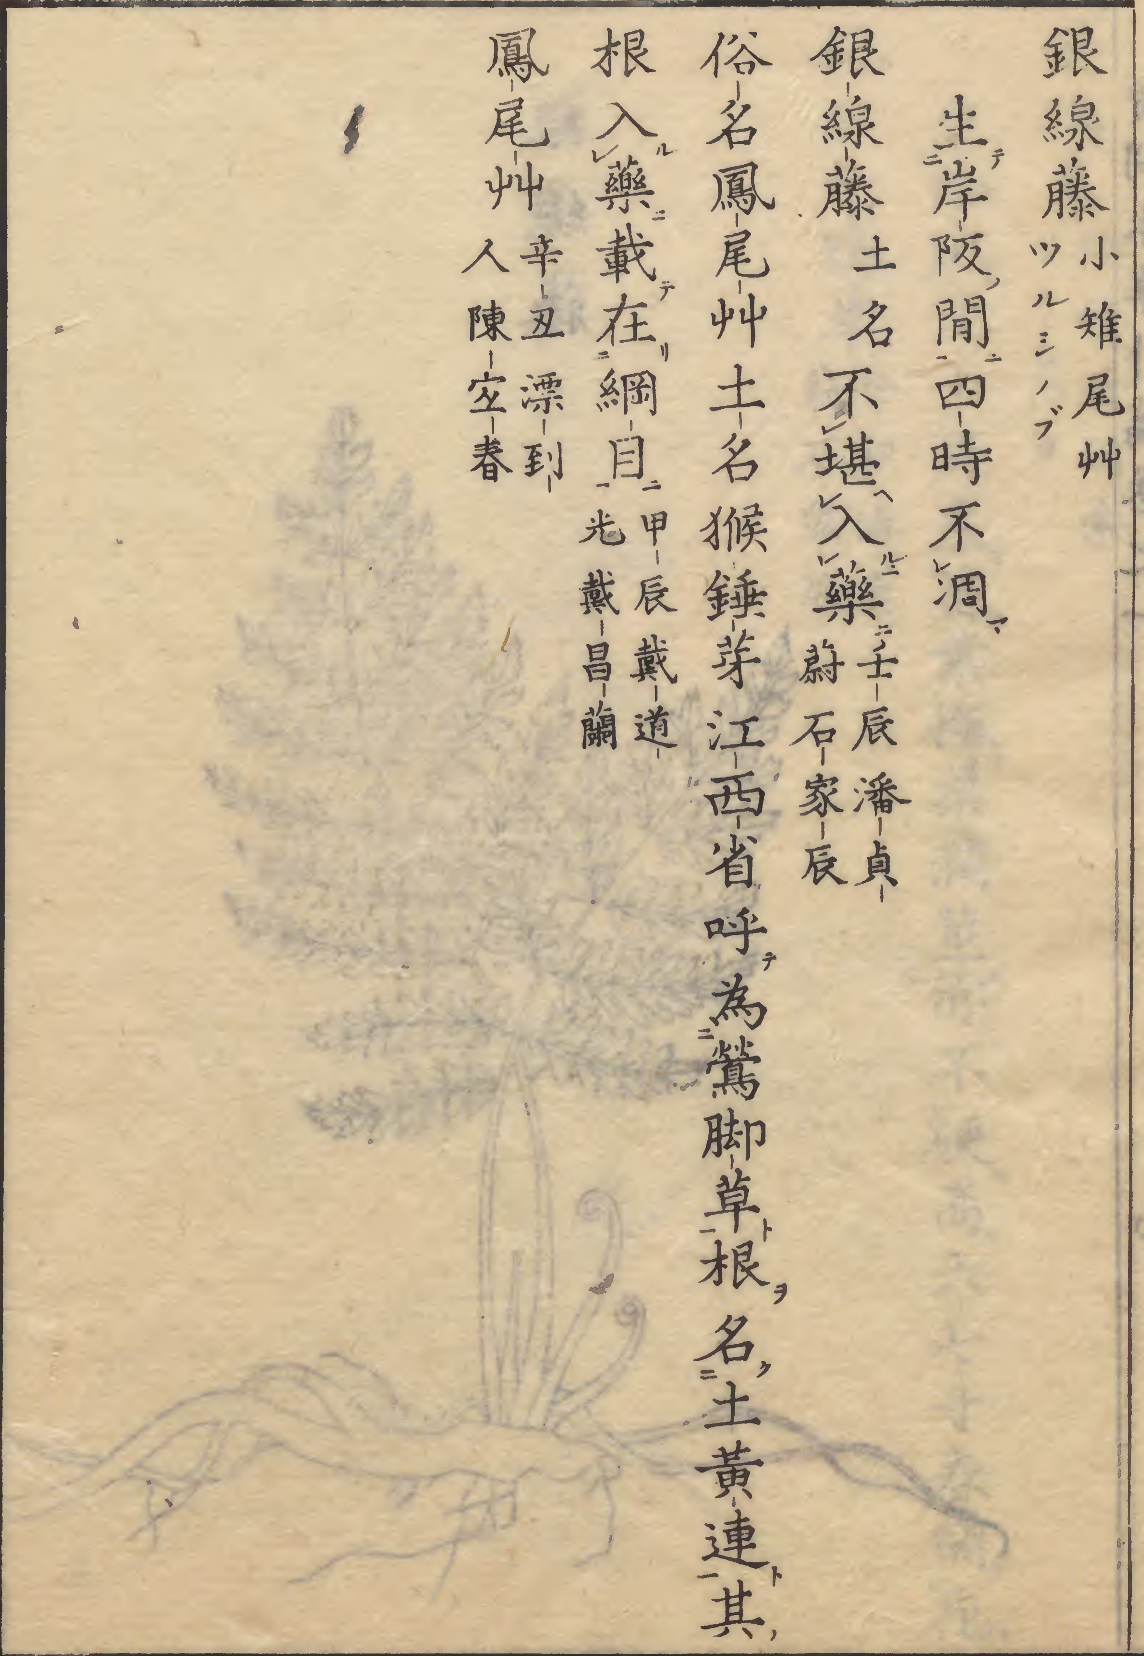 銀線藤 小雉尾艸
ツルシノブ
生岸阪閒四時不凋
銀線藤 土名 不堪入藥 壬辰潘貞
蔚石家辰
俗名鳳尾艸土名猴錘芽江西省呼為鶯脚草根名土黃連其
根入藥載在綱目 甲辰戴道
光戴昌蘭
鳳尾艸 辛丑漂到
人陳宜春